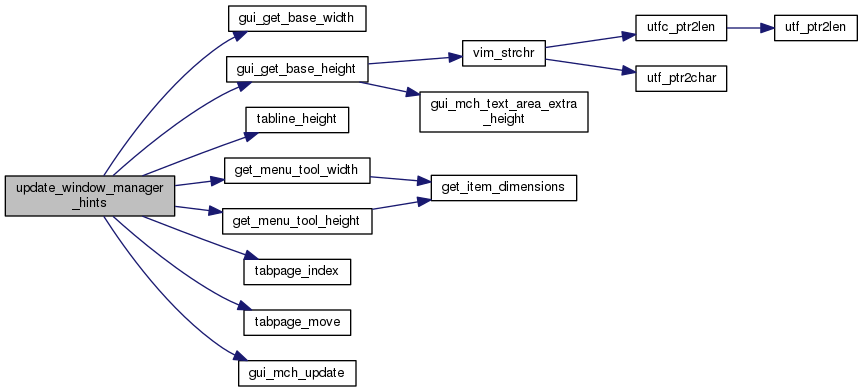 gui_get_base_width
utfc_ptr2len
utf_ptr2len
vim_strchr
gui_get_base_height
utf_ptr2char
gui_mch_text_area_extra
_height
tabline_height
get_menu_tool_width
get_item_dimensions
update_window_manager
_hints
get_menu_tool_height
tabpage_index
tabpage_move
gui_mch_update